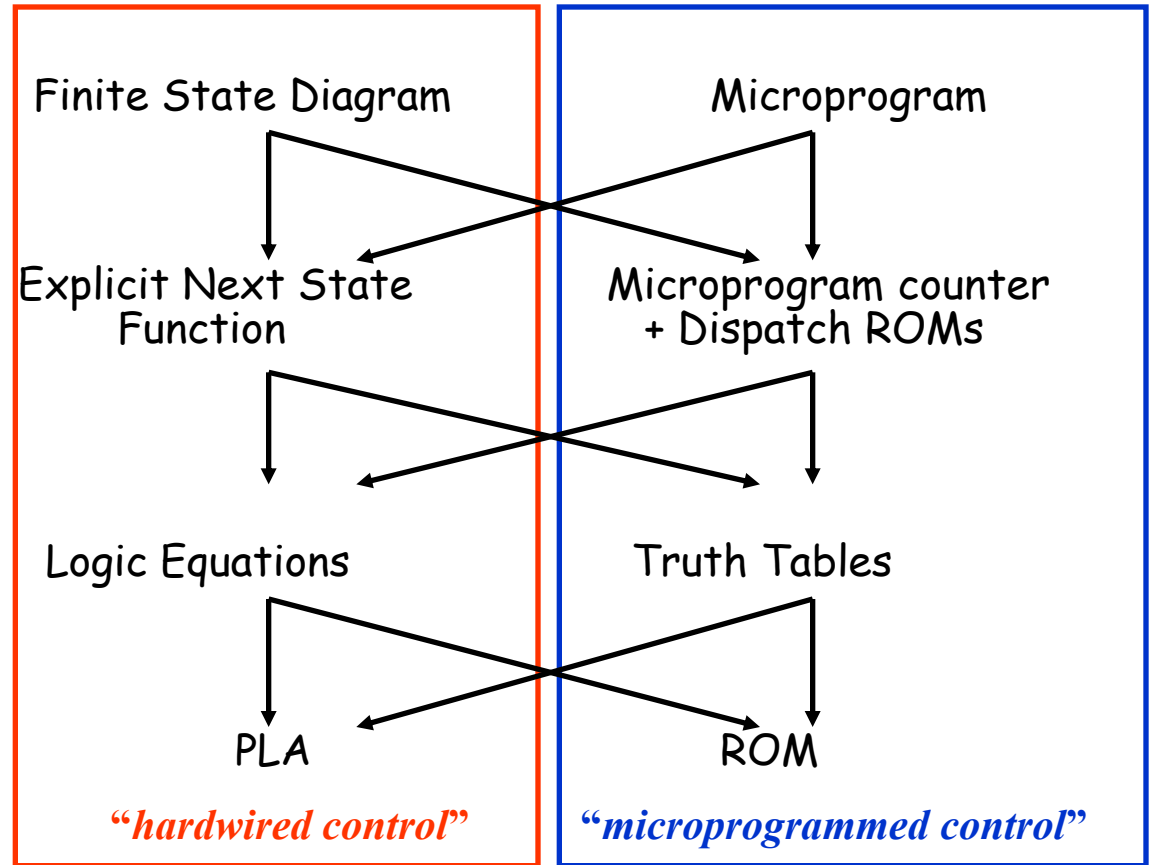 Finite State Diagram
Microprogram
Explicit Next State
Function
Microprogram counter
+ Dispatch ROMs
Logic Equations
Truth Tables
PLA
ROM
“hardwired control”
“microprogrammed control”